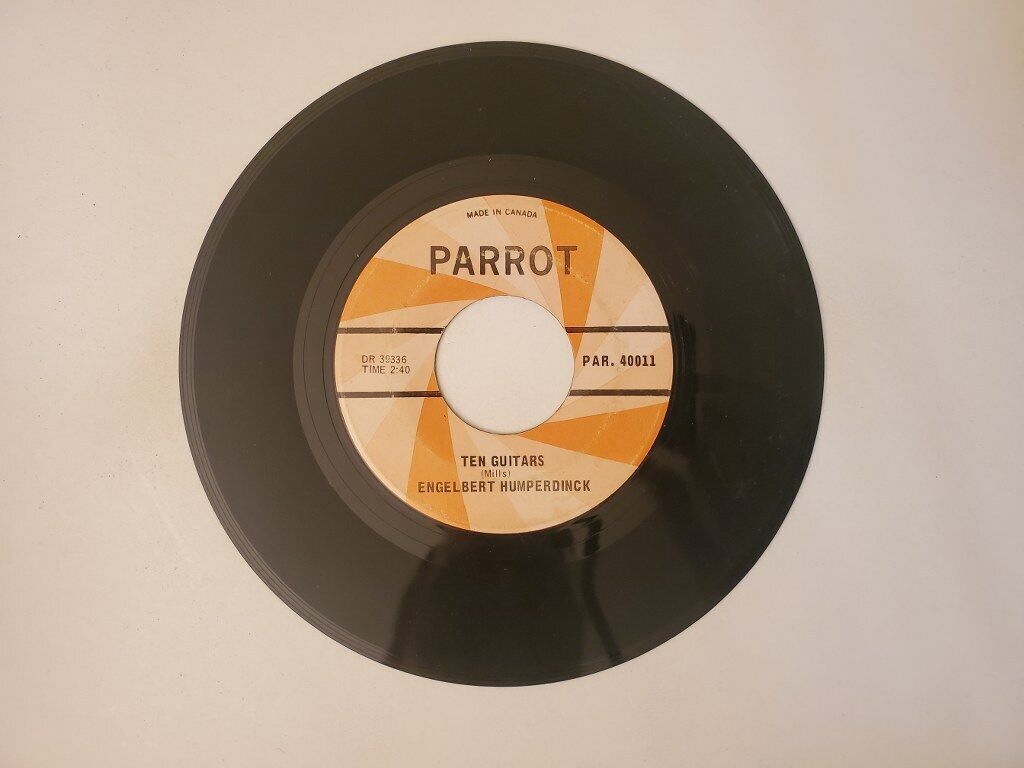 MADE IN CANADA
PARROT
DR 39336
TIME 2:40
PAR. 40011
TEN GUITARS
(Mills)
ENGELBERT HUMPERDINCK